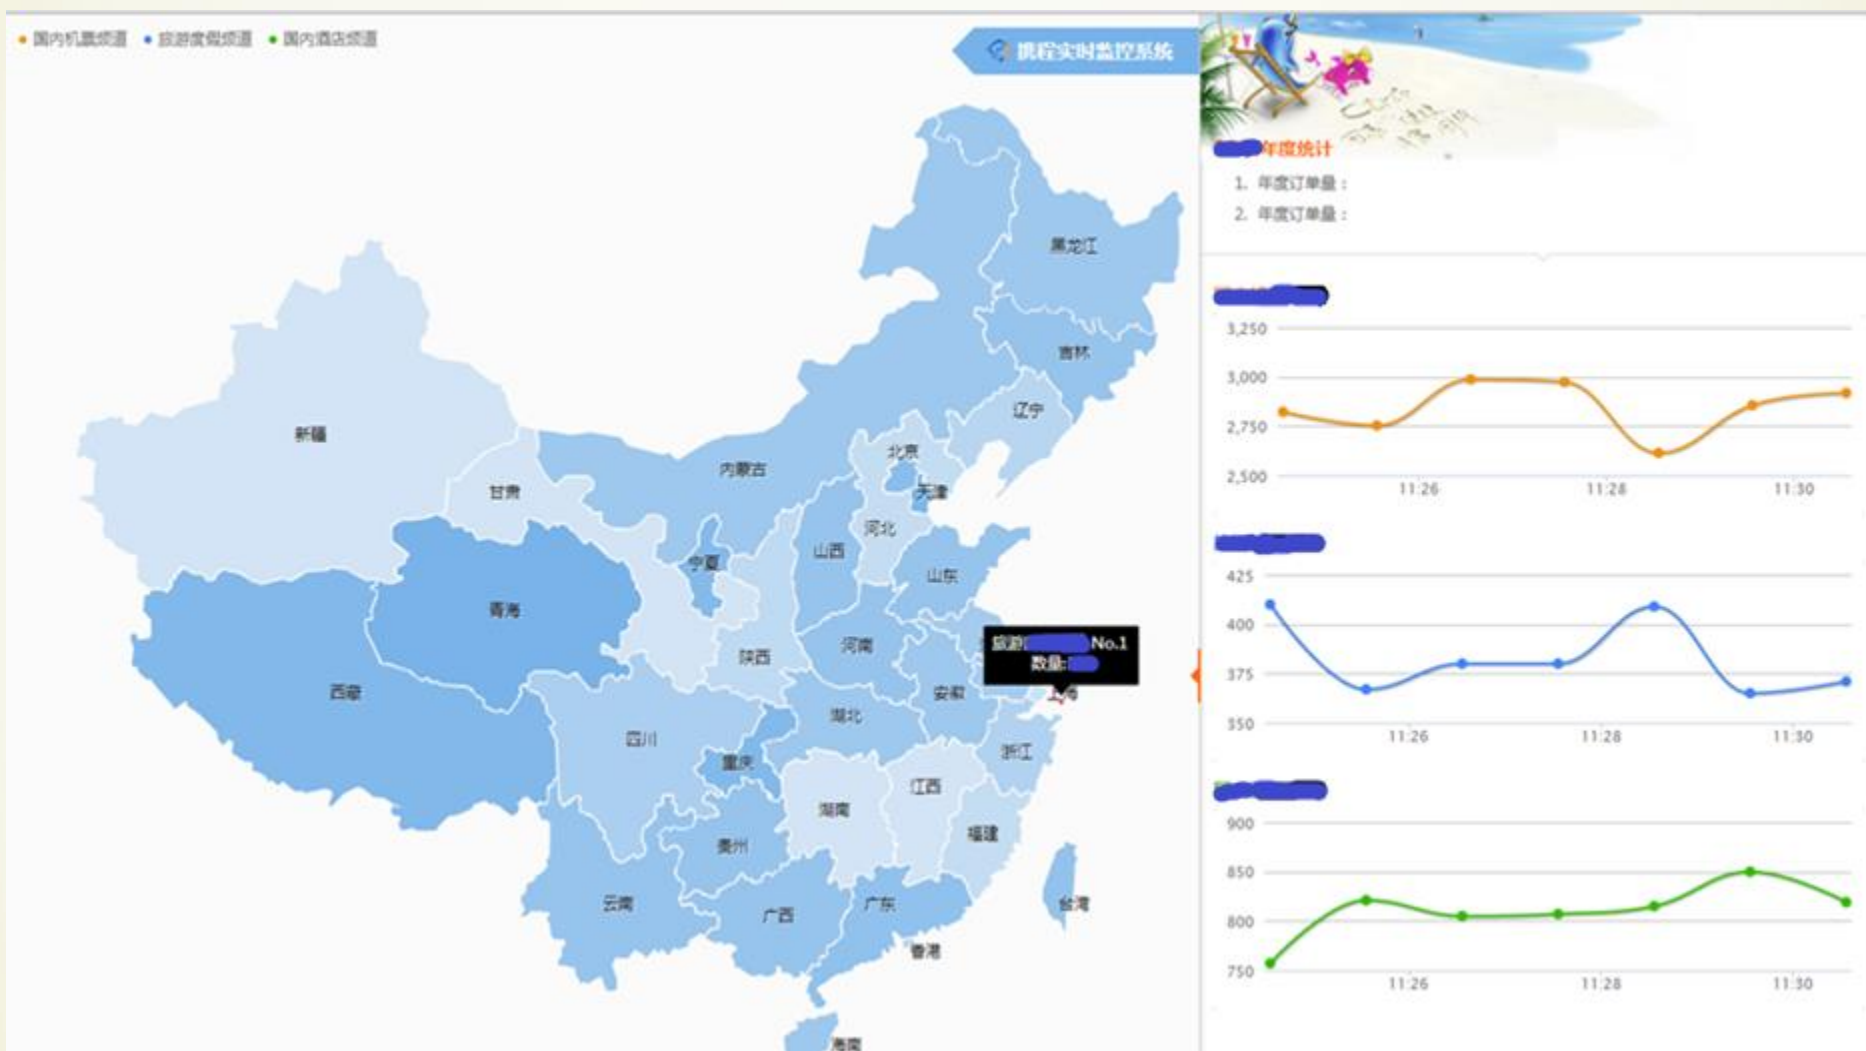 国内机票频道 旅游度假频道 国内酒店频道
携程实时监控系统
黑龙江
吉林
辽宁
新疆
北京
内蒙古
甘肃
天津
河北
山西
宁夏
山东
青海
河南
陕西
西藏
安徽
上海
湖北
四川
浙江
重庆
江西
湖南
福建
贵州
云南
广西
广东
台湾
香港
海南
旅游 No.1
数量:
年度统计
1. 年度订单量：
2. 年度订单量：
3,250
3,000
2,750
2,500
11:26 11:28 11:30
425
400
375
350
11:26 11:28 11:30
900
850
800
750
11:26 11:28 11:30